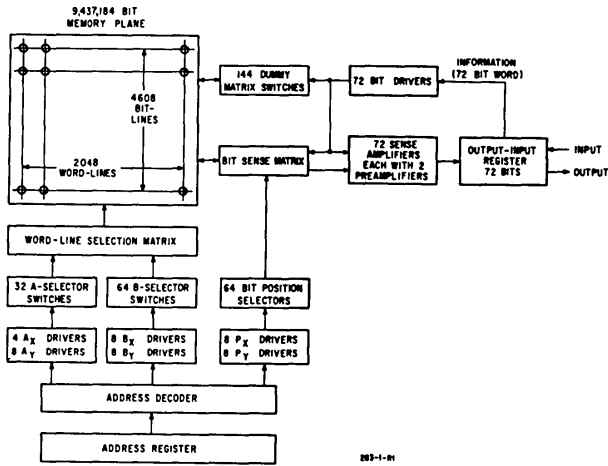 9,437,184 BIT
MEMORY PLANE
4608
BIT-
LINES
2048
WORD-LINES
144 DUMMY
MATRIX SWITCHES
72 BIT DRIVERS
INFORMATION
(72 BIT WORD)
BIT SENSE MATRIX
72 SENSE
AMPLIFIERS
EACH WITH 2
PREAMPLIFIERS
OUTPUT-INPUT
REGISTER
72 BITS
INPUT
OUTPUT
WORD-LINE SELECTION MATRIX
32 A-SELECTOR
SWITCHES
64 B-SELECTOR
SWITCHES
64 BIT POSITION
SELECTORS
4 AX DRIVERS
8 AY DRIVERS
8 BX DRIVERS
8 BY DRIVERS
8 PX DRIVERS
8 PY DRIVERS
ADDRESS DECODER
ADDRESS REGISTER
203-1-R1